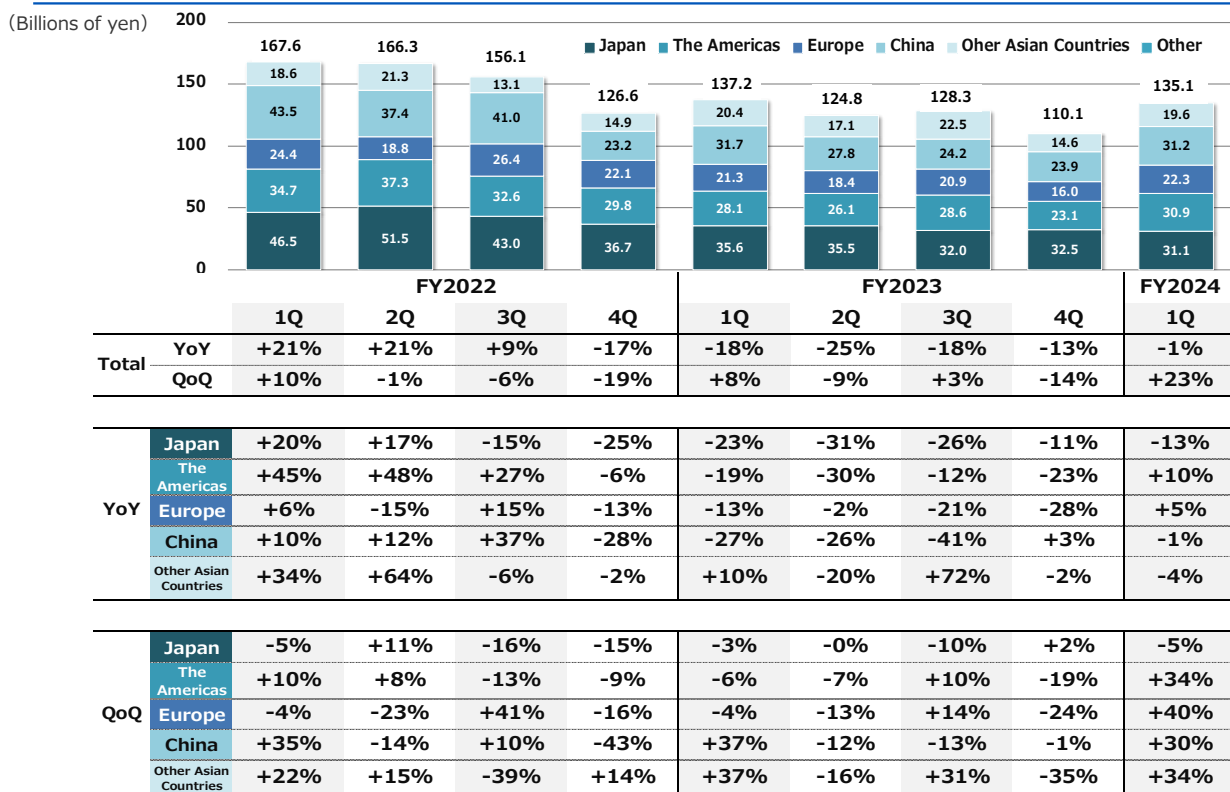 (Billions of yen)
200
150
100
50
0
■ Japan ■ The Americas ■ Europe ■ China ■ Oher Asian Countries ■ Other
167.6 166.3 156.1 126.6 137.2 124.8 128.3 110.1 135.1
18.6 21.3 13.1 14.9 20.4 17.1 22.5 14.6 19.6
43.5 37.4 41.0 23.2 31.7 27.8 24.2 23.9 31.2
24.4 18.8 26.4 22.1 21.3 18.4 20.9 16.0 22.3
34.7 37.3 32.6 29.8 28.1 26.1 28.6 23.1 30.9
46.5 51.5 43.0 36.7 35.6 35.5 32.0 32.5 31.1
FY2022 FY2023 FY2024
1Q 2Q 3Q 4Q 1Q 2Q 3Q 4Q 1Q
Total
YoY +21% +21% +9% -17% -18% -25% -18% -13% -1%
QoQ +10% -1% -6% -19% +8% -9% +3% -14% +23%
YoY
Japan +20% +17% -15% -25% -23% -31% -26% -11% -13%
The
Americas +45% +48% +27% -6% -19% -30% -12% -23% +10%
Europe +6% -15% +15% -13% -13% -2% -21% -28% +5%
China +10% +12% +37% -28% -27% -26% -41% +3% -1%
Other Asian
Countries +34% +64% -6% -2% +10% -20% +72% -2% -4%
QoQ
Japan -5% +11% -16% -15% -3% -0% -10% +2% -5%
The
Americas +10% +8% -13% -9% -6% -7% +10% -19% +34%
Europe -4% -23% +41% -16% -4% -13% +14% -24% +40%
China +35% -14% +10% -43% +37% -12% -13% -1% +30%
Other Asian
Countries +22% +15% -39% +14% +37% -16% +31% -35% +34%